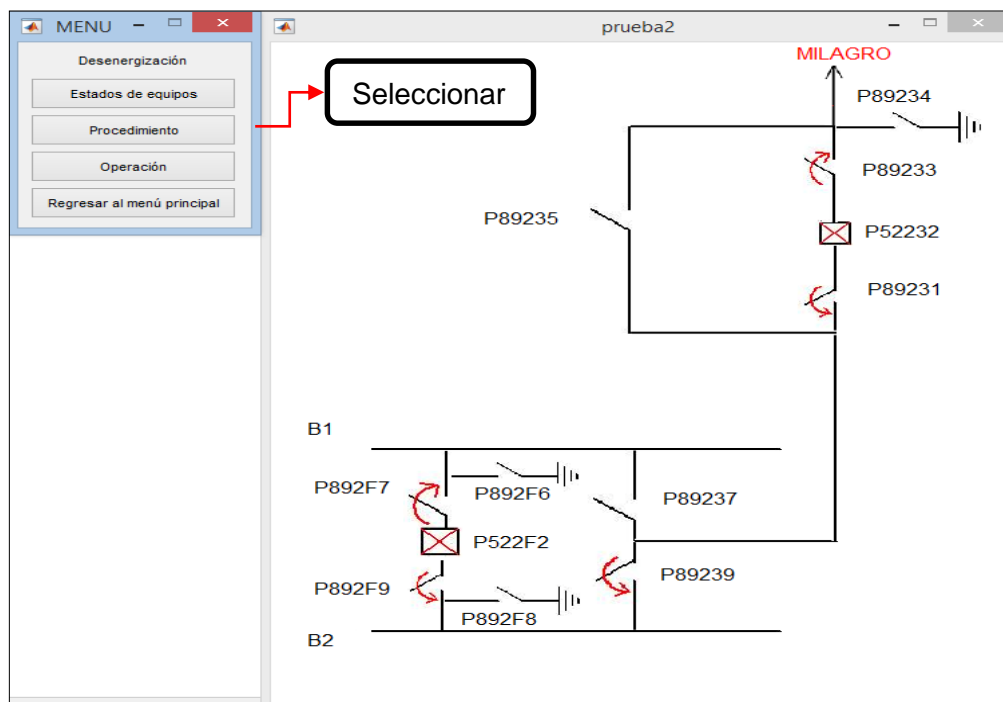 MENU
Desenergización
Estados de equipos
Procedimiento
Operación
Regresar al menú principal
Seleccionar
prueba2
MILAGRO
P89234
P89233
P89235
P52232
P89231
B1
P892F7
P892F6
P89237
P522F2
P89239
P892F9
P892F8
B2